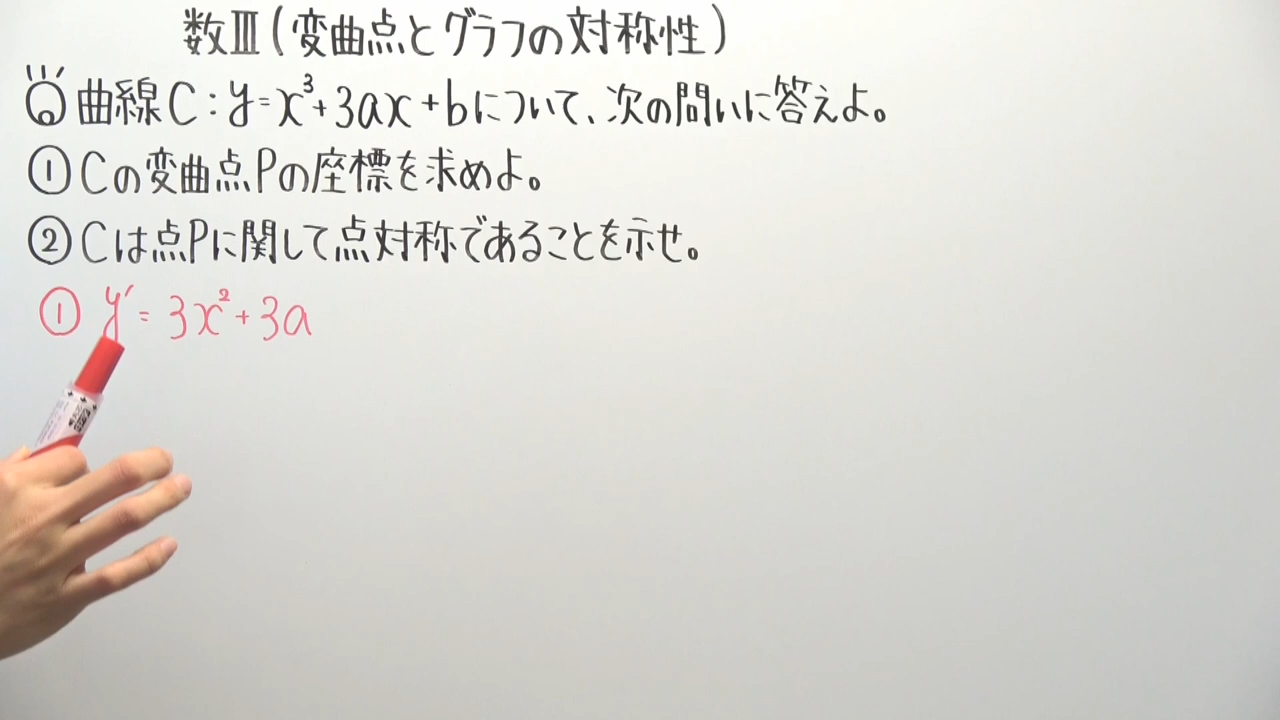 数Ⅲ(変曲点とグラフの対称性)
曲線C:y=x³+3ax+bについて、次の問いに答えよ。
①Cの変曲点Pの座標を求めよ。
②Cは点Pに関して点対称であることを示せ。
① y′= 3x²+3a